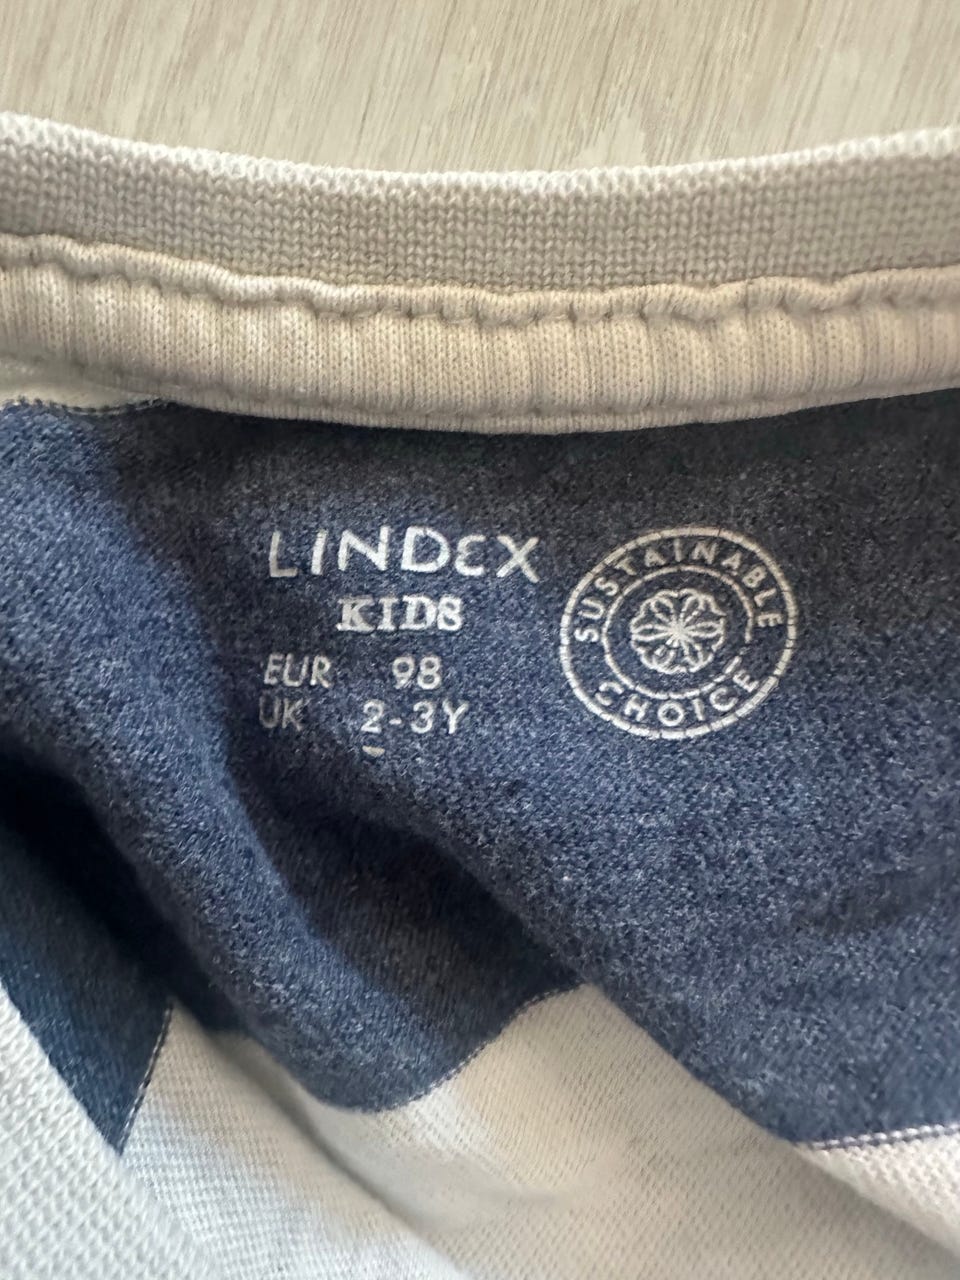 LINDEX
KIDS
EUR 98
UK 2-3Y
SUSTAINABLE
CHOICE